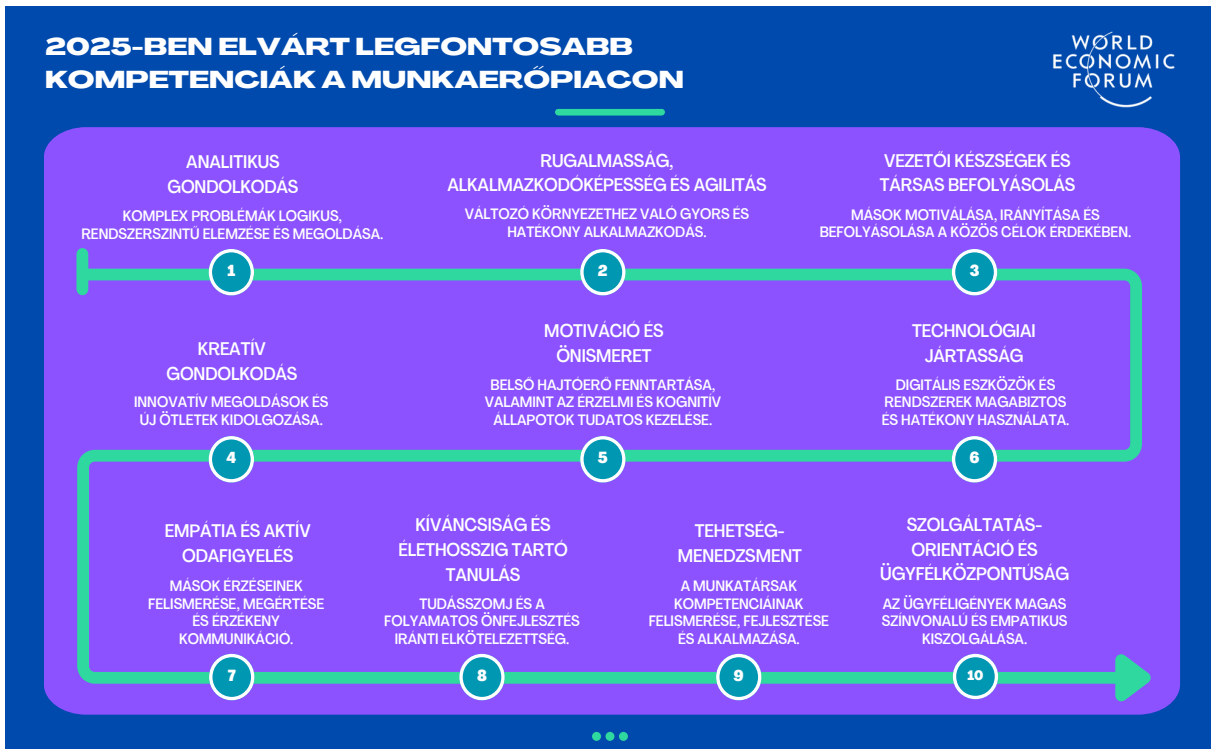 2025-BEN ELVÁRT LEGFONTOSABB
KOMPETENCIÁK A MUNKAERŐPIACON
WORLD
ECONOMIC
FORUM
ANALITIKUS
GONDOLKODÁS
KOMPLEX PROBLÉMÁK LOGIKUS,
RENDSZERSZINTŰ ELEMZÉSE ÉS MEGOLDÁSA.
1
RUGALMASSÁG,
ALKALMAZKODÓKÉPESSÉG ÉS AGILITÁS
VÁLTOZÓ KÖRNYEZETHEZ VALÓ GYORS ÉS
HATÉKONY ALKALMAZKODÁS.
2
VEZETŐI KÉSZSÉGEK ÉS
TÁRSAS BEFOLYÁSOLÁS
MÁSOK MOTIVÁLÁSA, IRÁNYÍTÁSA ÉS
BEFOLYÁSOLÁSA A KÖZÖS CÉLOK ÉRDEKÉBEN.
3
KREATÍV
GONDOLKODÁS
INNOVATÍV MEGOLDÁSOK ÉS
ÚJ ÖTLETEK KIDOLGOZÁSA.
4
MOTIVÁCIÓ ÉS
ÖNISMERET
BELSŐ HAJTÓERŐ FENNTARTÁSA,
VALAMINT AZ ÉRZELMI ÉS KOGNITÍV
ÁLLAPOTOK TUDATOS KEZELÉSE.
5
TECHNOLÓGIAI
JÁRTASSÁG
DIGITÁLIS ESZKÖZÖK ÉS
RENDSZEREK MAGABIZTOS
ÉS HATÉKONY HASZNÁLATA.
6
EMPÁTIA ÉS AKTÍV
ODAFIGYELÉS
MÁSOK ÉRZÉSEINEK
FELISMERÉSE, MEGÉRTÉSE
ÉS ÉRZÉKENY
KOMMUNIKÁCIÓ.
7
KÍVÁNCSISÁG ÉS
ÉLETHOSSZIG TARTÓ
TANULÁS
TUDÁSSZOMJ ÉS A
FOLYAMATOS ÖNFEJLESZTÉS
IRÁNTI ELKÖTELEZETTSÉG.
8
TEHETSÉG-
MENEDZSMENT
A MUNKATÁRSAK
KOMPETENCIÁINAK
FELISMERÉSE, FEJLESZTÉSE
ÉS ALKALMAZÁSA.
9
SZOLGÁLTATÁS-
ORIENTÁCIÓ ÉS
ÜGYFÉLKÖZPONTÚSÁG
AZ ÜGYFÉLIGÉNYEK MAGAS
SZÍNVONALÚ ÉS EMPATIKUS
KISZOLGÁLÁSA.
10